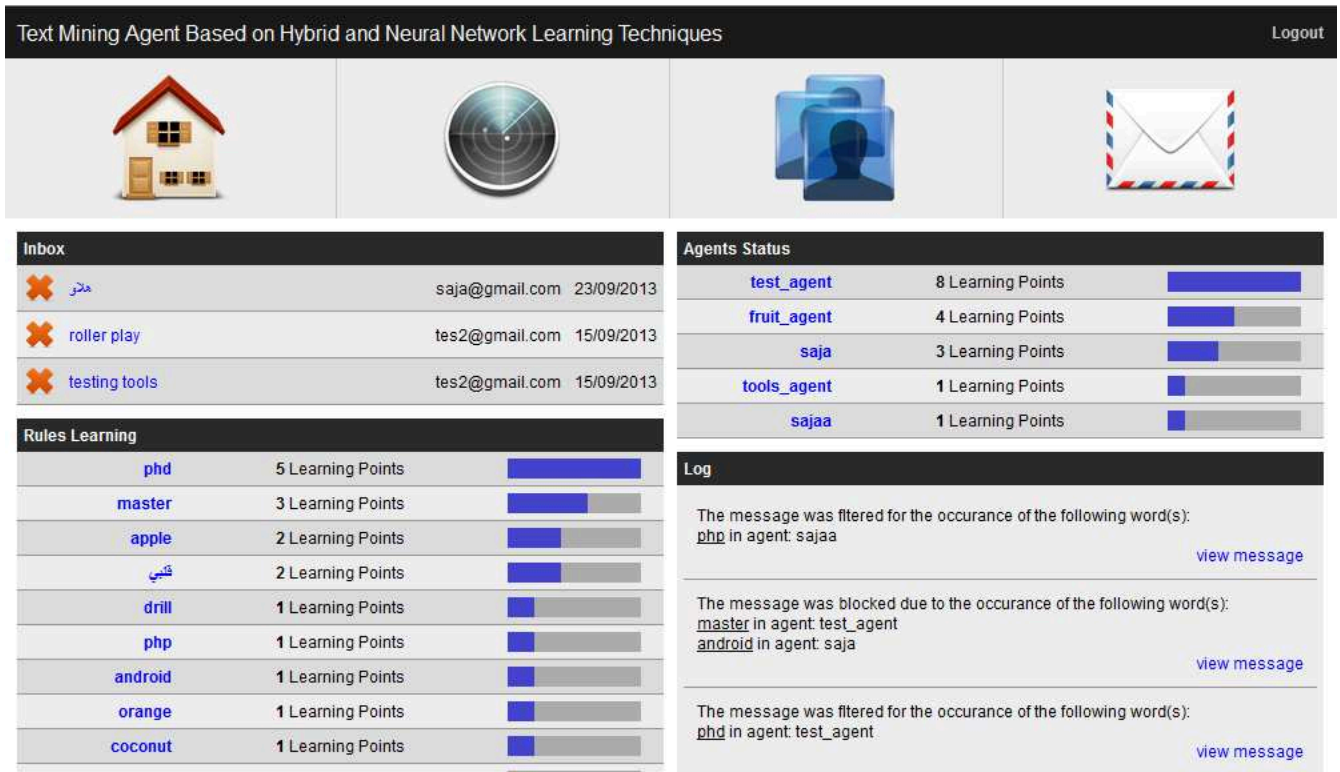 Text Mining Agent Based on Hybrid and Neural Network Learning Techniques Logout
Inbox
هلاو saja@gmail.com 23/09/2013
roller play tes2@gmail.com 15/09/2013
testing tools tes2@gmail.com 15/09/2013
Rules Learning
phd 5 Learning Points
master 3 Learning Points
apple 2 Learning Points
قلبي 2 Learning Points
drill 1 Learning Points
php 1 Learning Points
android 1 Learning Points
orange 1 Learning Points
coconut 1 Learning Points
Agents Status
test_agent 8 Learning Points
fruit_agent 4 Learning Points
saja 3 Learning Points
tools_agent 1 Learning Points
sajaa 1 Learning Points
Log
The message was fltered for the occurance of the following word(s):
php in agent: sajaa
view message
The message was blocked due to the occurance of the following word(s):
master in agent: test_agent
android in agent: saja
view message
The message was fltered for the occurance of the following word(s):
phd in agent: test_agent
view message